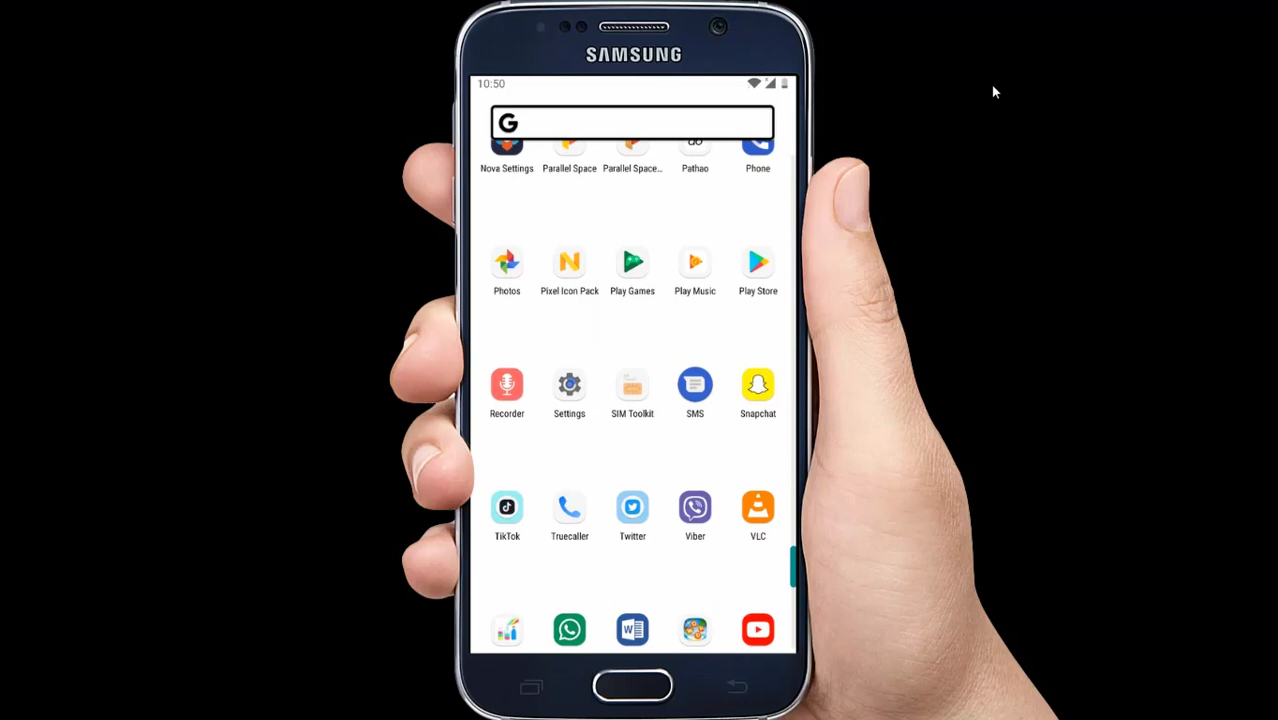 SAMSUNG
10:50
G
Nova Settings Parallel Space Parallel Space... Pathao Phone
Photos Pixel Icon Pack Play Games Play Music Play Store
Recorder Settings SIM Toolkit SMS Snapchat
TikTok Truecaller Twitter Viber VLC